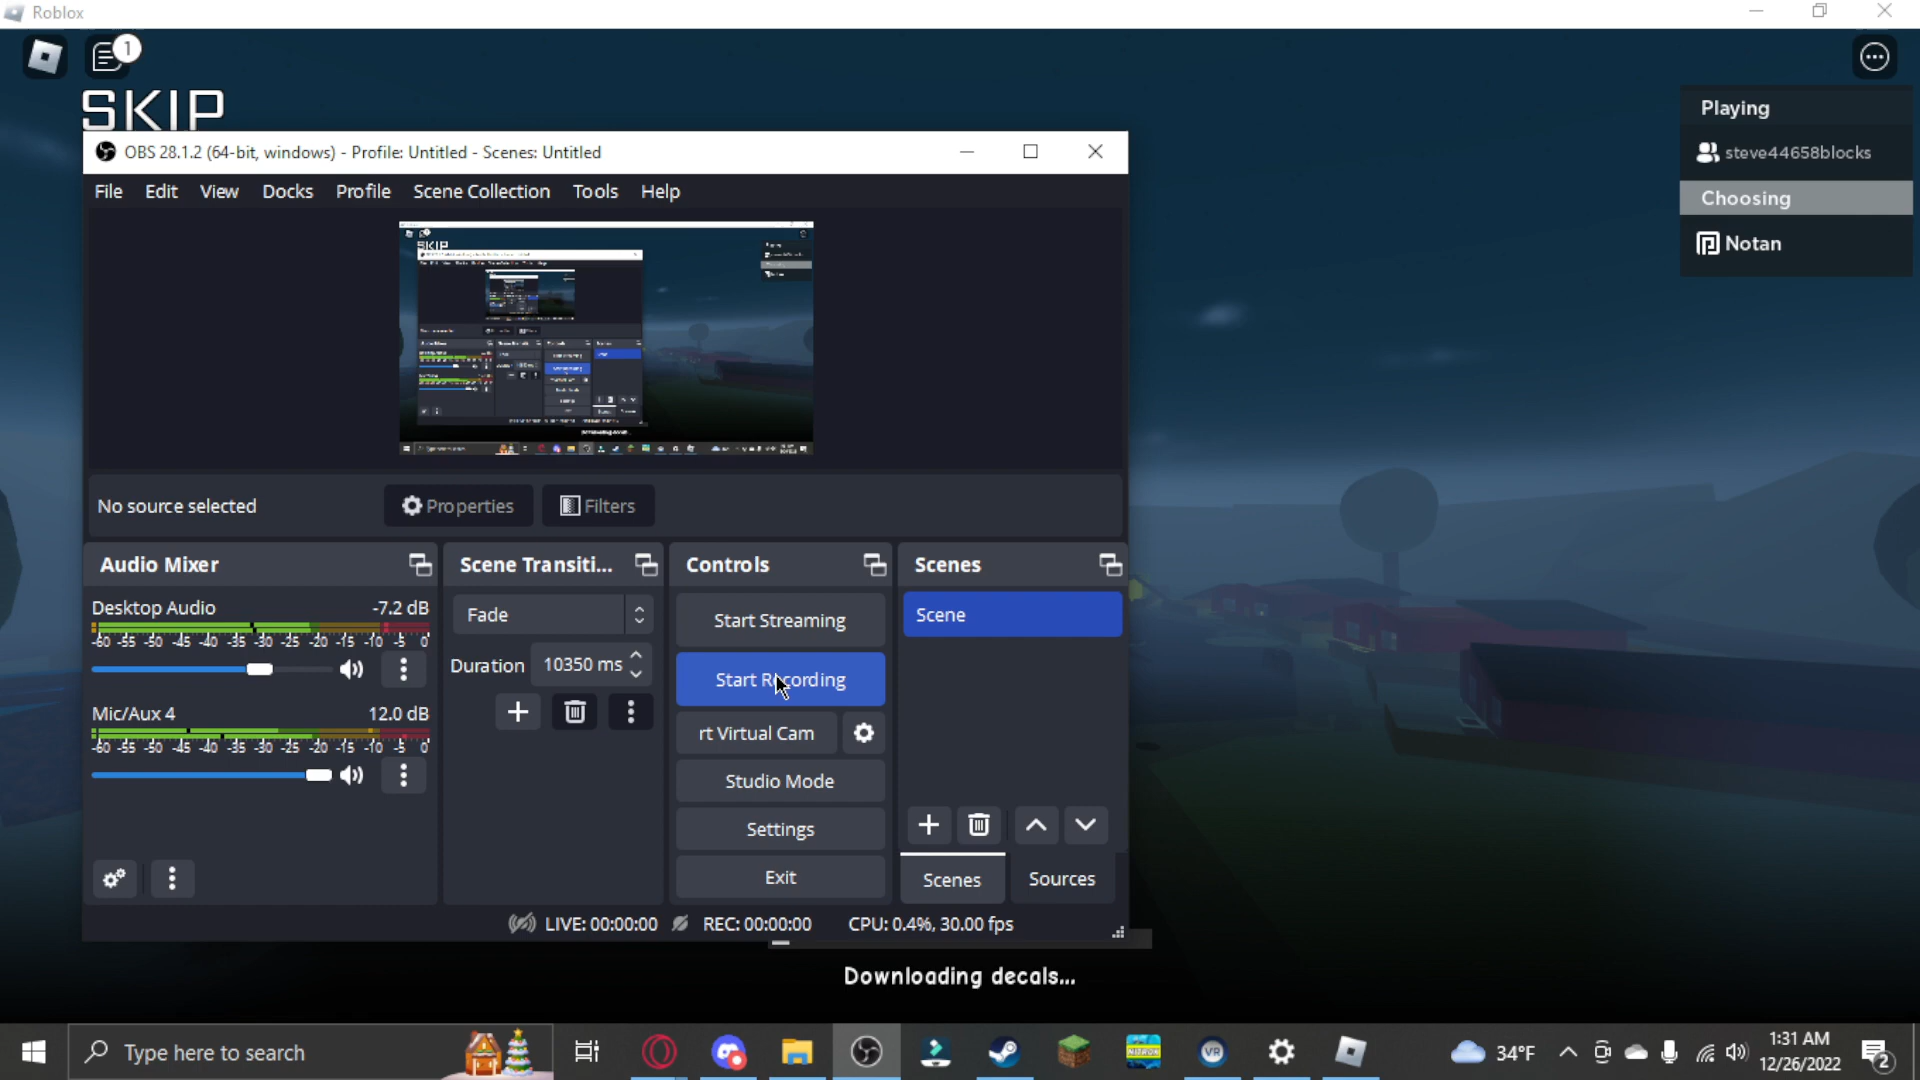 Roblox
1
SKIP
Playing
steve44658blocks
Choosing
Notan
OBS 28.1.2 (64-bit, windows) - Profile: Untitled - Scenes: Untitled
File Edit View Docks Profile Scene Collection Tools Help
SKIP
No source selected
Properties
Filters
Audio Mixer
Desktop Audio -7.2 dB
-60 -55 -50 -45 -40 -35 -30 -25 -20 -15 -10 -5 0
Mic/Aux 4 12.0 dB
-60 -55 -50 -45 -40 -35 -30 -25 -20 -15 -10 -5 0
Scene Transiti...
Fade
Duration 10350 ms
Controls
Start Streaming
Start Recording
rt Virtual Cam
Studio Mode
Settings
Exit
Scenes
Scene
Scenes Sources
LIVE: 00:00:00 REC: 00:00:00 CPU: 0.4%, 30.00 fps
Downloading decals...
Type here to search
VR
34°F
1:31 AM
12/26/2022
2